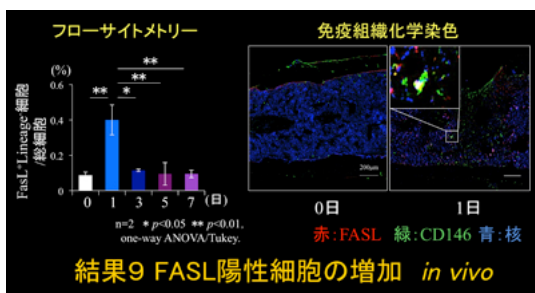 フローサイトメトリー
免疫組織化学染色
(%)
FasL⁺Lineage⁻細胞
/総細胞
0.6
0.4
0.2
0
**
*
**
**
0 1 3 5 7 (日)
n=2 * p<0.05 ** p<0.01.
one-way ANOVA/Tukey.
200μm
0日
1日
赤:FASL 緑:CD146 青:核
結果9 FASL陽性細胞の増加 in vivo